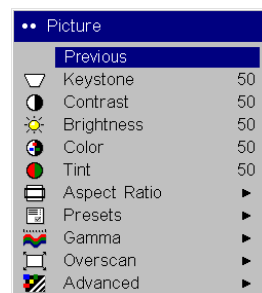 •• Picture
Previous
Keystone 50
Contrast 50
Brightness 50
Color 50
Tint 50
Aspect Ratio
Presets
Gamma
Overscan
Advanced